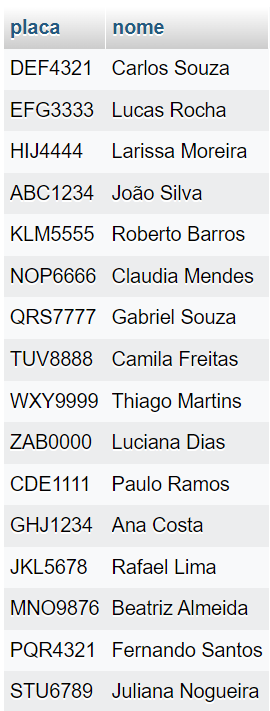 placa nome
DEF4321 Carlos Souza
EFG3333 Lucas Rocha
HIJ4444 Larissa Moreira
ABC1234 João Silva
KLM5555 Roberto Barros
NOP6666 Claudia Mendes
QRS7777 Gabriel Souza
TUV8888 Camila Freitas
WXY9999 Thiago Martins
ZAB0000 Luciana Dias
CDE1111 Paulo Ramos
GHJ1234 Ana Costa
JKL5678 Rafael Lima
MNO9876 Beatriz Almeida
PQR4321 Fernando Santos
STU6789 Juliana Nogueira